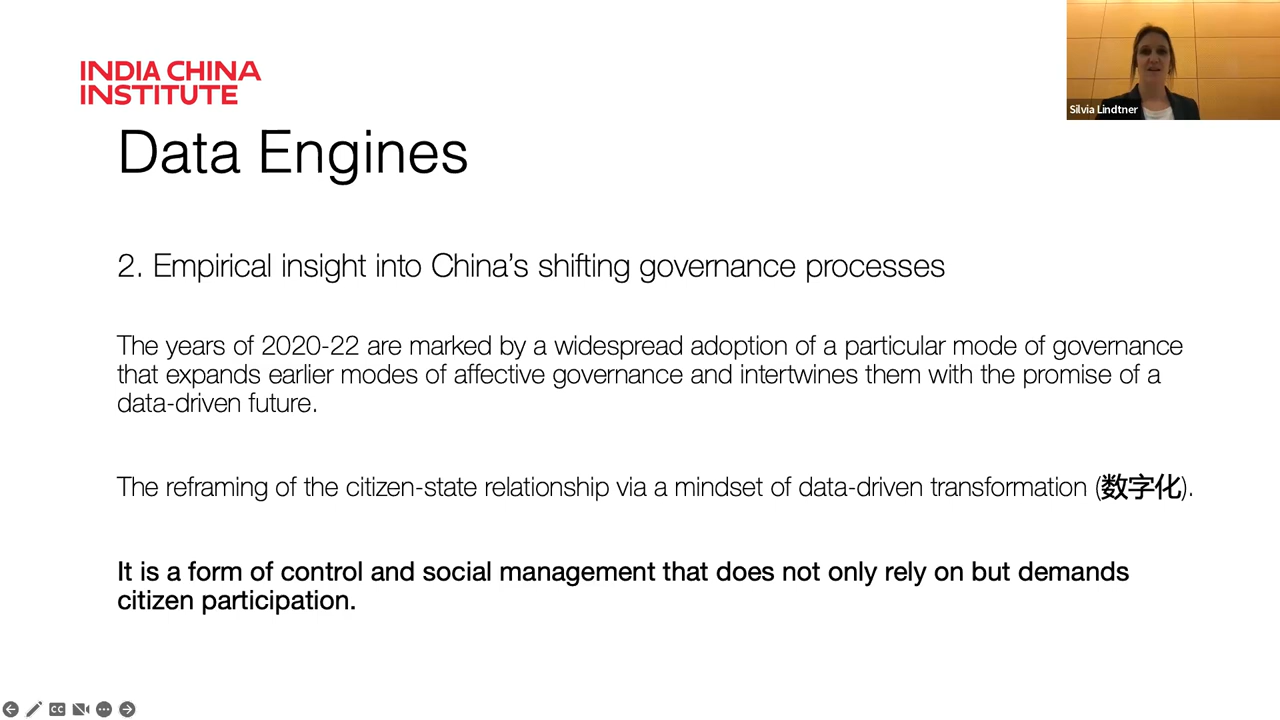 INDIA CHINA
INSTITUTE
Silvia Lindtner
Data Engines
2. Empirical insight into China’s shifting governance processes
The years of 2020-22 are marked by a widespread adoption of a particular mode of governance
that expands earlier modes of affective governance and intertwines them with the promise of a
data-driven future.
The reframing of the citizen-state relationship via a mindset of data-driven transformation (数字化).
It is a form of control and social management that does not only rely on but demands
citizen participation.
CC